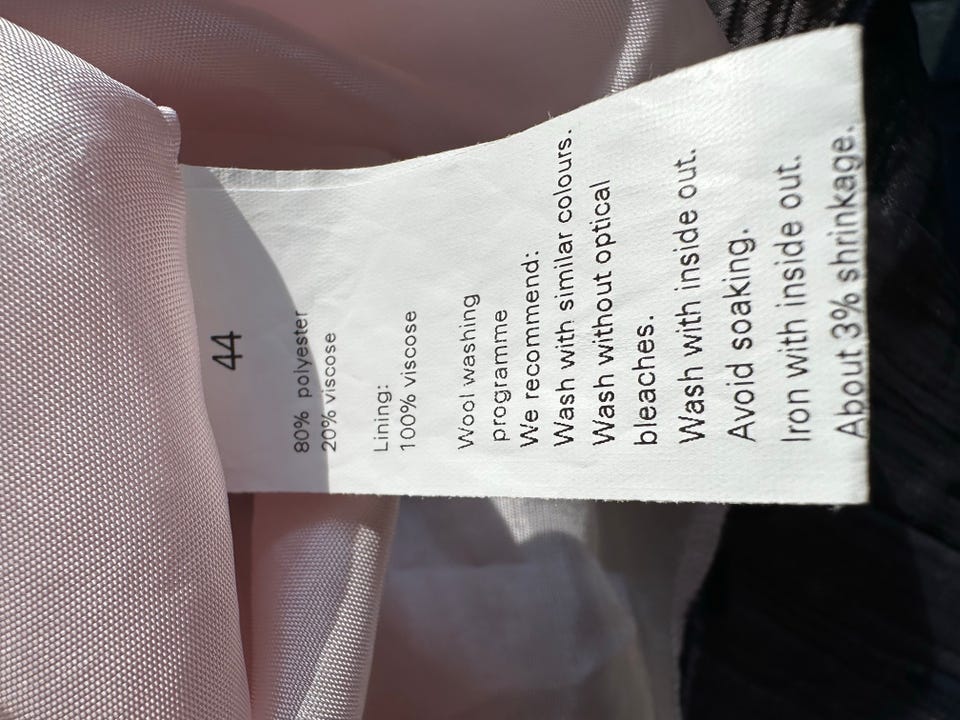 44
80% polyester
20% viscose
Lining:
100% viscose
Wool washing
programme
We recommend:
Wash with similar colours.
Wash without optical
bleaches.
Wash with inside out.
Avoid soaking.
Iron with inside out.
About 3% shrinkage.